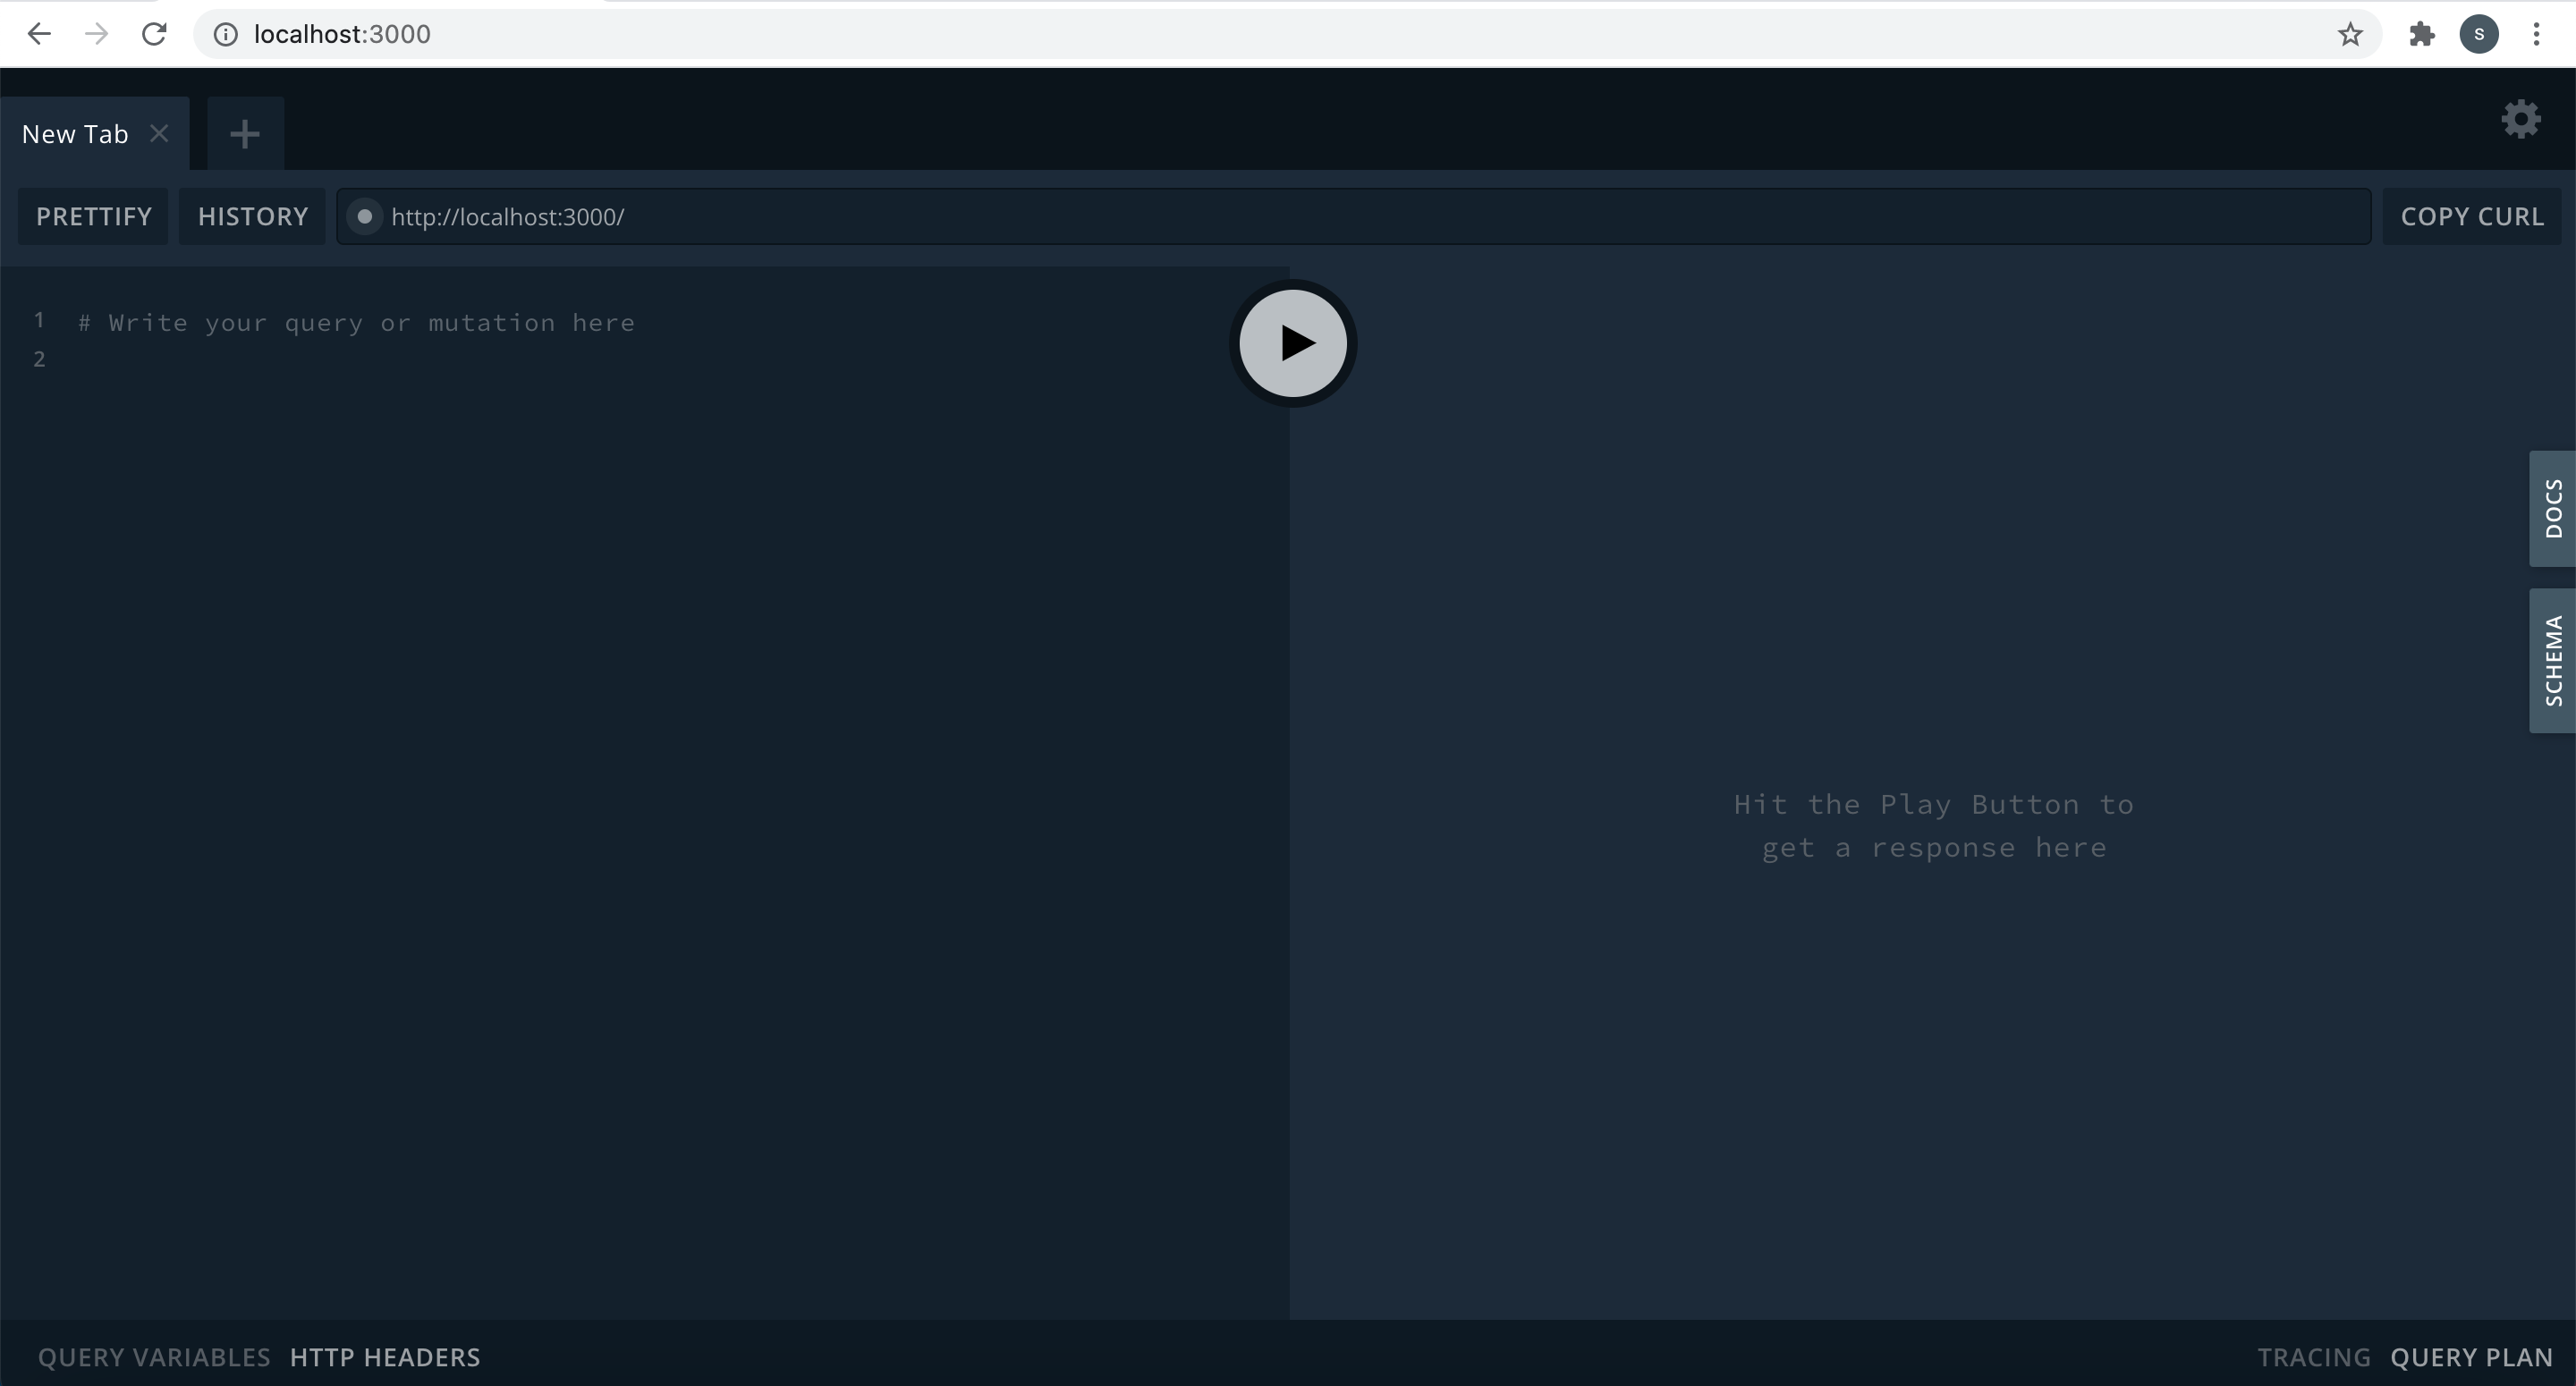 localhost:3000
S
New Tab
PRETTIFY HISTORY http://localhost:3000/ COPY CURL
1 # Write your query or mutation here
2
DOCS
SCHEMA
Hit the Play Button to
get a response here
QUERY VARIABLES HTTP HEADERS TRACING QUERY PLAN